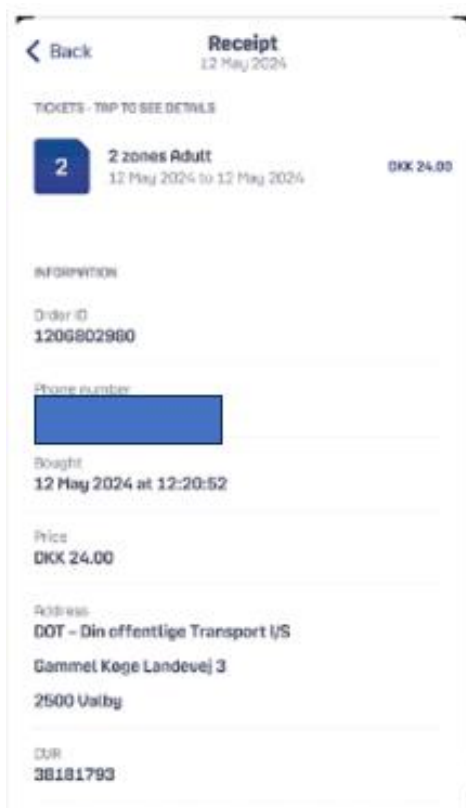 Back
Receipt
12 May 2024
TICKETS - TAP TO SEE DETAILS
2
2 zones Adult
12 May 2024 to 12 May 2024
DKK 24.00
INFORMATION
Order ID
1206802980
Phone number
Bought
12 May 2024 at 12:20:52
Price
DKK 24.00
Address
DOT - Din offentlige Transport I/S
Gammel Køge Landevej 3
2500 Valby
CVR
38181793